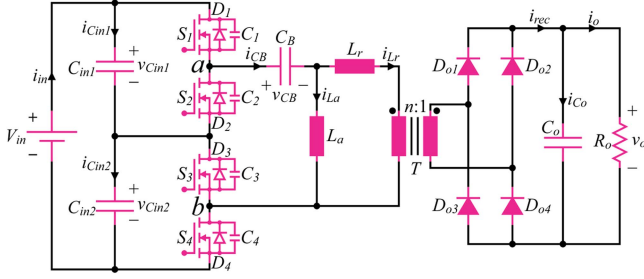 i_in
V_in
+
−
i_Cin1
C_in1
+
v_Cin1
−
i_Cin2
C_in2
+
v_Cin2
−
D_1
S_1
C_1
a
S_2
C_2
D_2
D_3
S_3
C_3
b
S_4
C_4
D_4
i_CB
C_B
+
v_CB
−
i_La
L_a
L_r
i_Lr
n:1
T
D_o1
D_o2
D_o3
D_o4
i_rec
i_o
i_Co
C_o
R_o
+
v_o
−